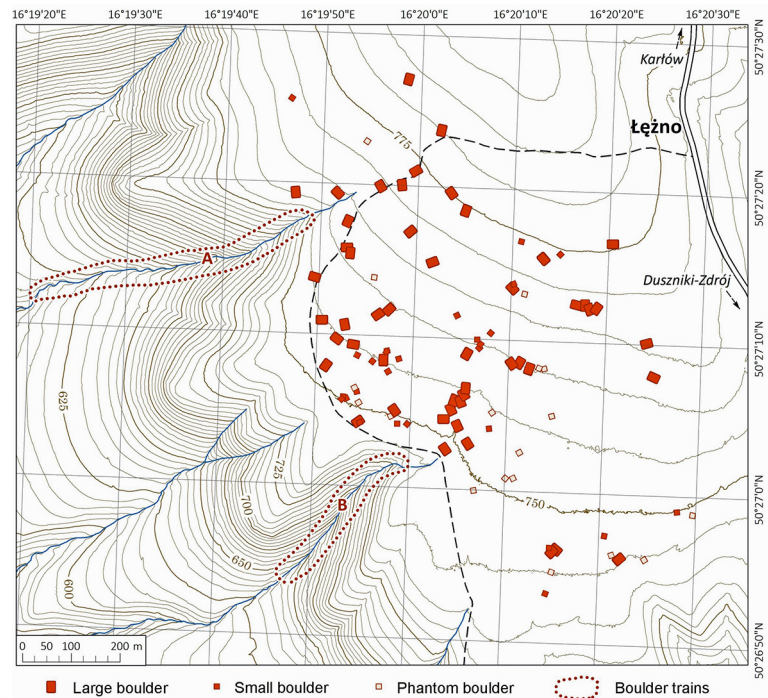 16°19'20"E 16°19'30"E 16°19'40"E 16°19'50"E 16°20'00"E 16°20'10"E 16°20'20"E 16°20'30"E
50°27'30"N
Karłów
775
Łężno
50°27'20"N
A
Duszniki-Zdrój
50°27'10"N
625
725
700
750
50°27'0"N
B
650
600
0 50 100 200 m
50°26'50"N
Large boulder Small boulder Phantom boulder Boulder trains